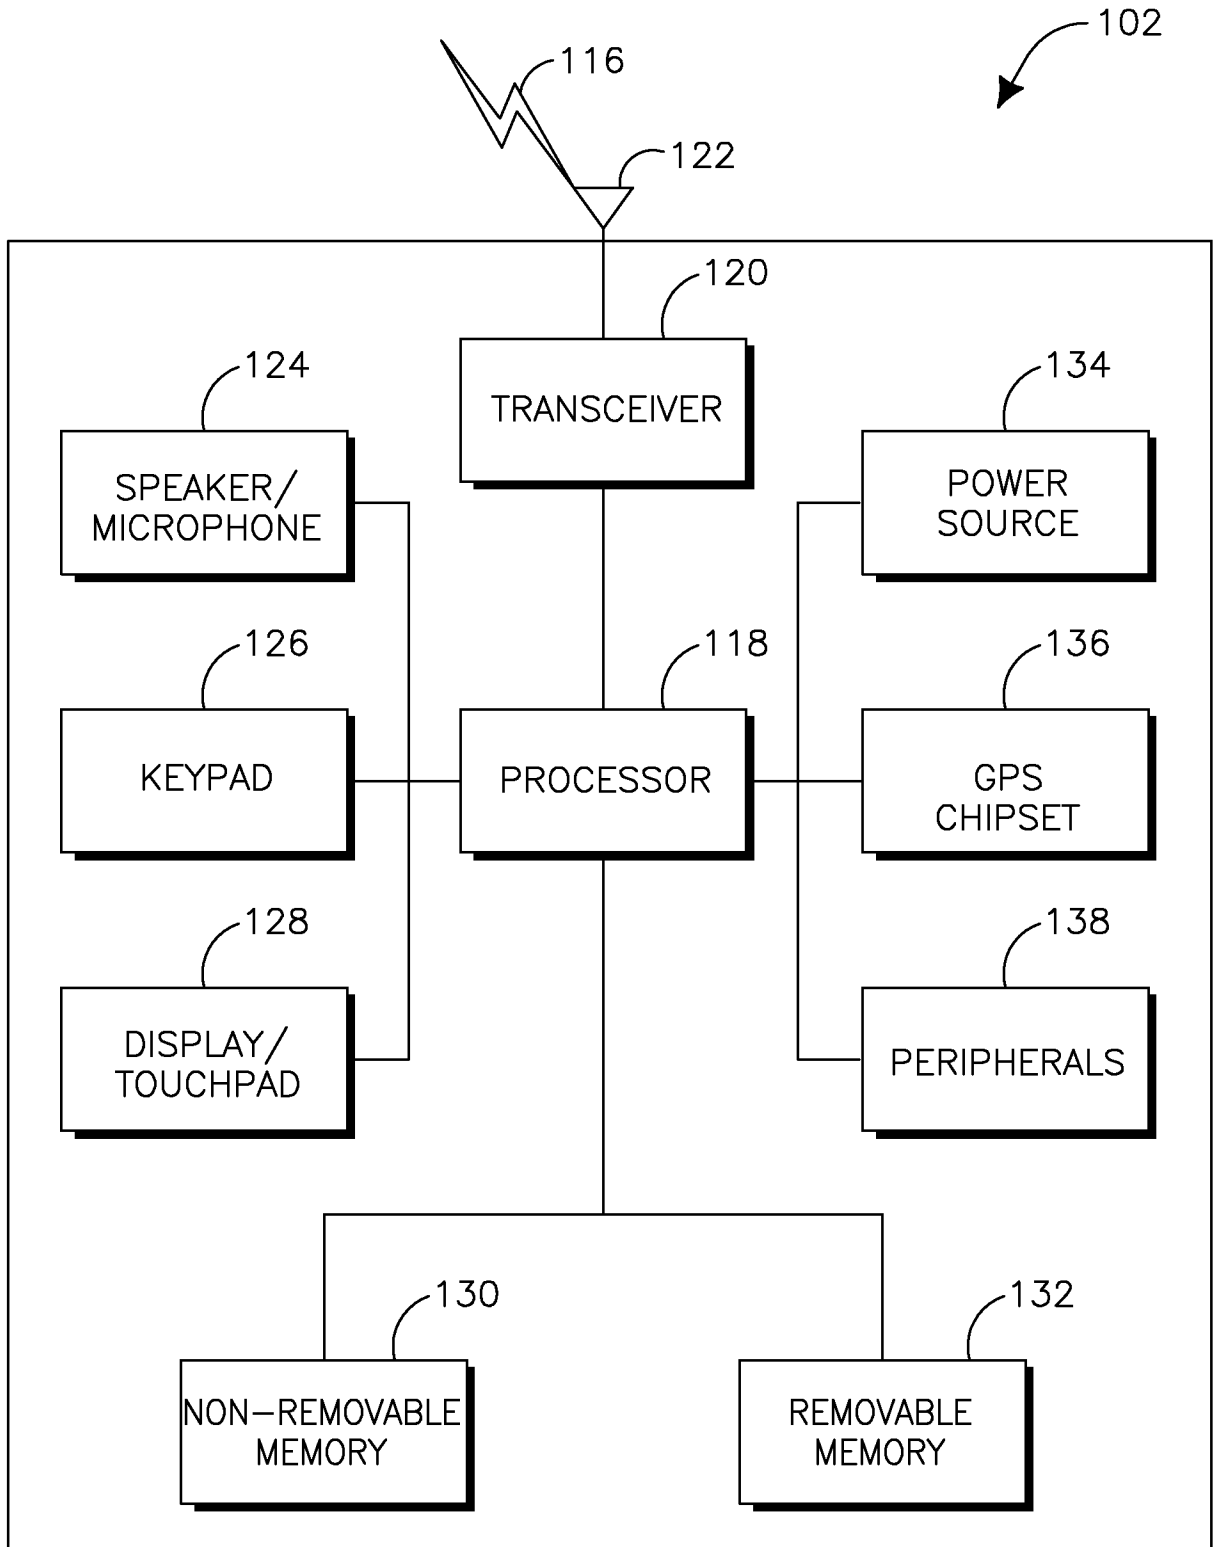 102
116
122
120
TRANSCEIVER
124
SPEAKER/
MICROPHONE
134
POWER
SOURCE
126
KEYPAD
118
PROCESSOR
136
GPS
CHIPSET
128
DISPLAY/
TOUCHPAD
138
PERIPHERALS
130
NON-REMOVABLE
MEMORY
132
REMOVABLE
MEMORY